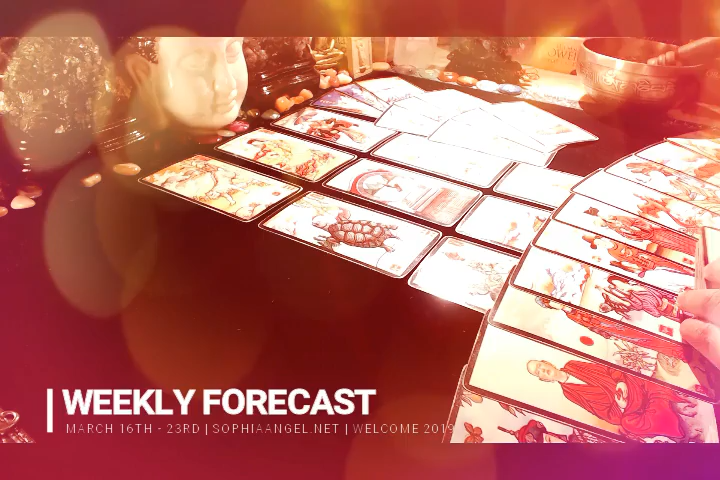 WEEKLY FORECAST
MARCH 16TH - 23RD | SOPHIAANGEL.NET | WELCOME 2019